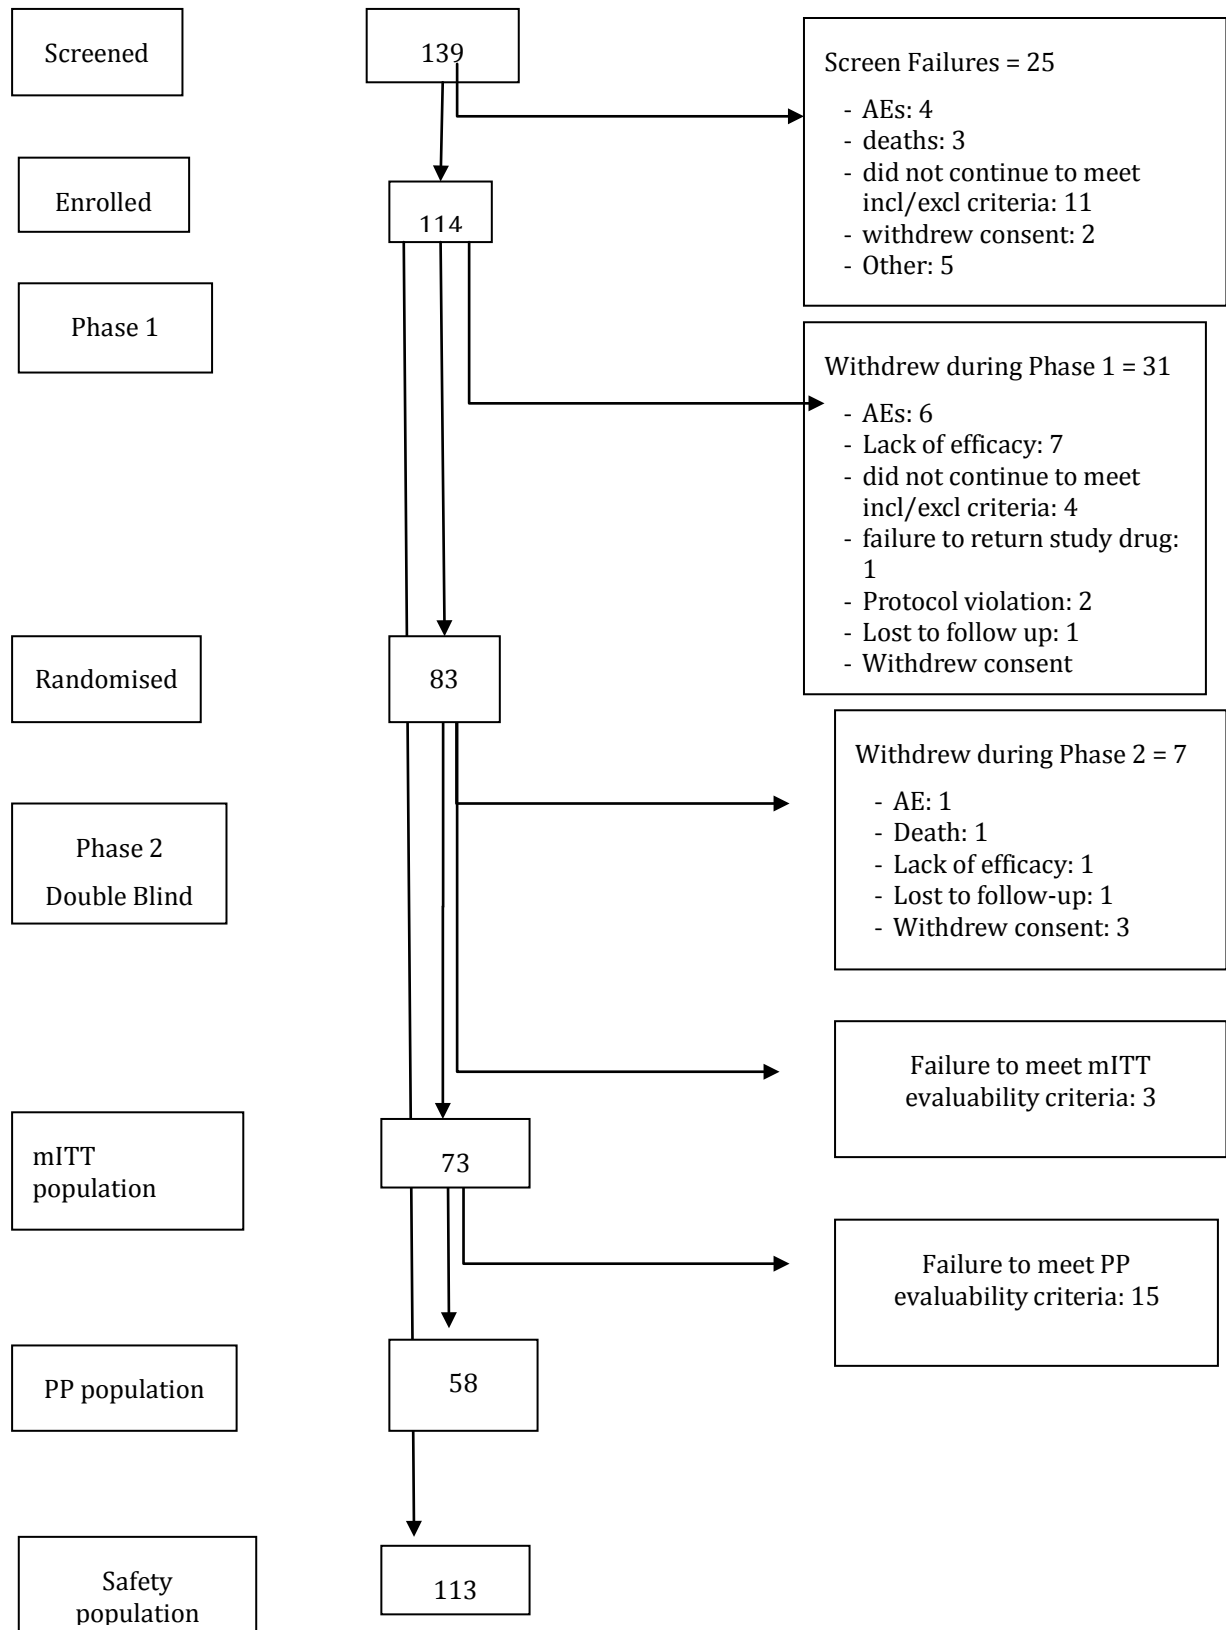 Screened
139
Screen Failures = 25
- AEs: 4
- deaths: 3
- did not continue to meet
incl/excl criteria: 11
- withdrew consent: 2
- Other: 5
Enrolled
114
Phase 1
Withdrew during Phase 1 = 31
- AEs: 6
- Lack of efficacy: 7
- did not continue to meet
incl/excl criteria: 4
- failure to return study drug:
1
- Protocol violation: 2
- Lost to follow up: 1
- Withdrew consent
Randomised
83
Withdrew during Phase 2 = 7
- AE: 1
- Death: 1
- Lack of efficacy: 1
- Lost to follow-up: 1
- Withdrew consent: 3
Phase 2
Double Blind
Failure to meet mITT
evaluability criteria: 3
mITT
population
73
Failure to meet PP
evaluability criteria: 15
PP population
58
Safety
population
113